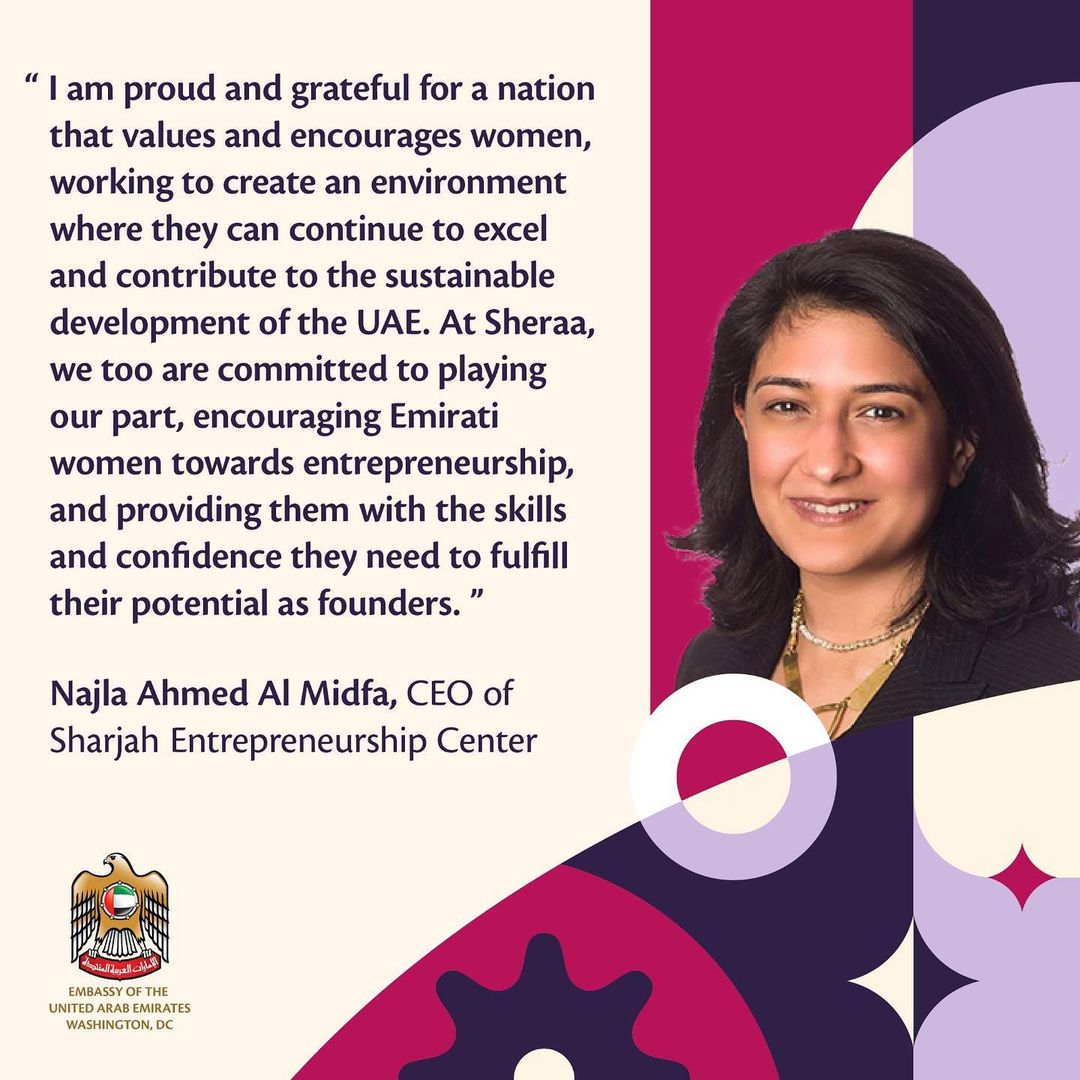 “ I am proud and grateful for a nation
that values and encourages women,
working to create an environment
where they can continue to excel
and contribute to the sustainable
development of the UAE. At Sheraa,
we too are committed to playing
our part, encouraging Emirati
women towards entrepreneurship,
and providing them with the skills
and confidence they need to fulfill
their potential as founders. ”
Najla Ahmed Al Midfa, CEO of
Sharjah Entrepreneurship Center
الإمارات العربية المتحدة
EMBASSY OF THE
UNITED ARAB EMIRATES
WASHINGTON, DC